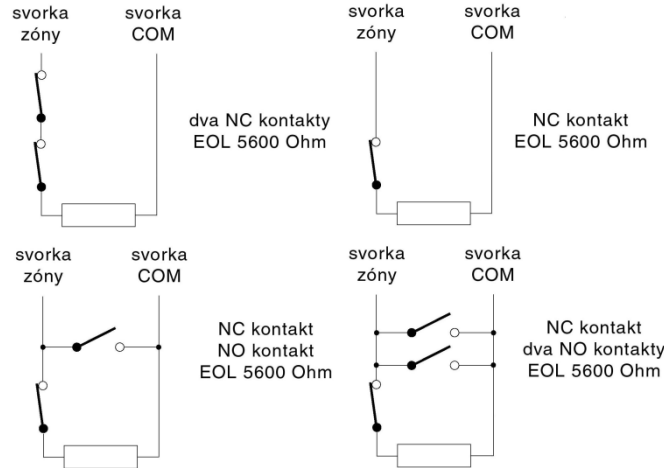 svorka
zóny
svorka
COM
dva NC kontakty
EOL 5600 Ohm
svorka
zóny
svorka
COM
NC kontakt
EOL 5600 Ohm
svorka
zóny
svorka
COM
NC kontakt
NO kontakt
EOL 5600 Ohm
svorka
zóny
svorka
COM
NC kontakt
dva NO kontakty
EOL 5600 Ohm